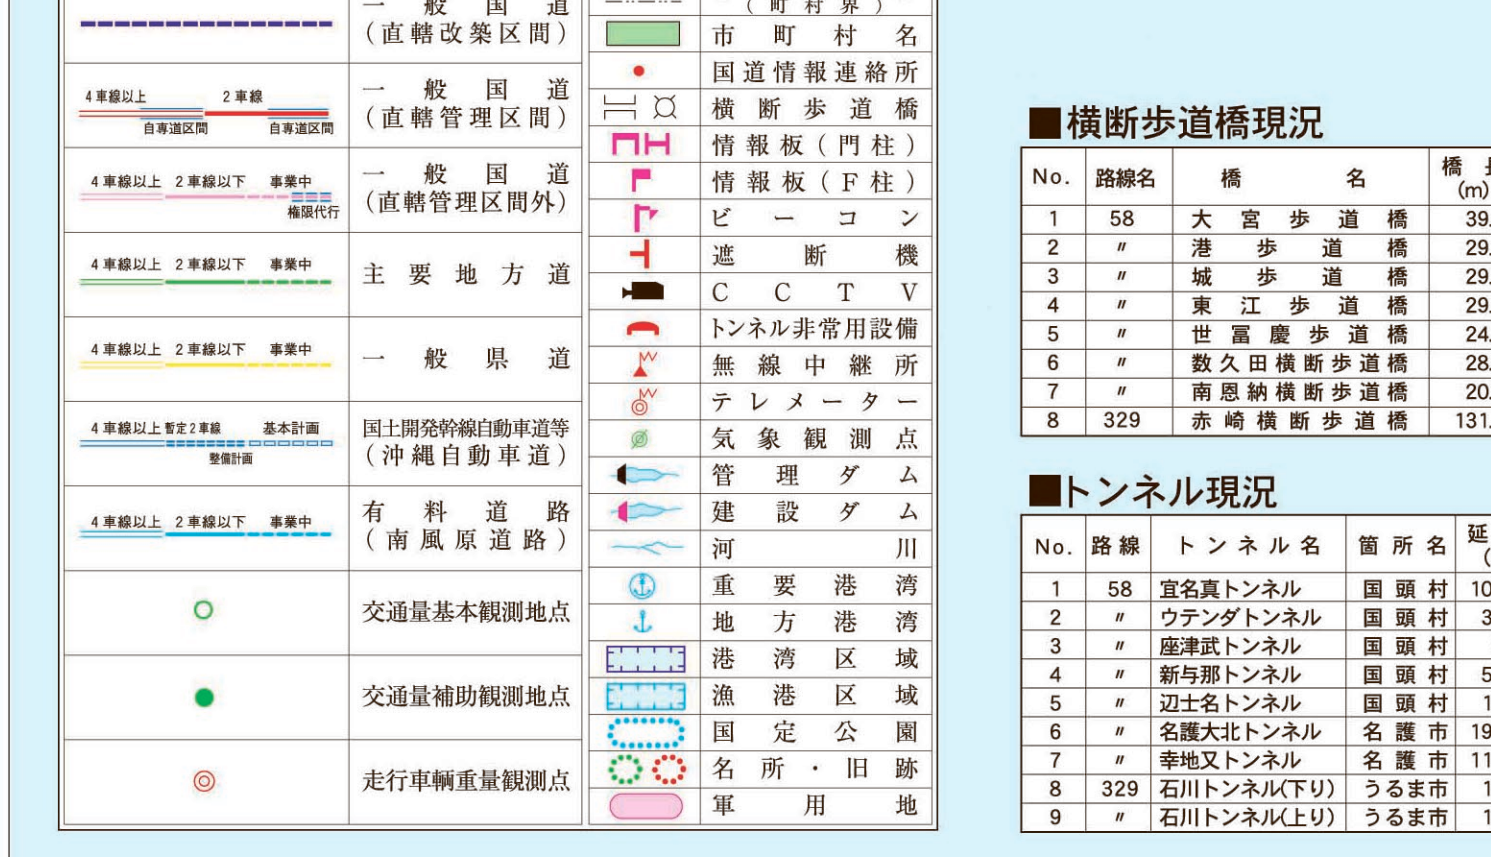 一般国道
(直轄改築区間)
4車線以上 2車線
自専道区間 自専道区間
一般国道
(直轄管理区間)
4車線以上 2車線以下 事業中
権限代行
一般国道
(直轄管理区間外)
4車線以上 2車線以下 事業中
主要地方道
4車線以上 2車線以下 事業中
一般県道
4車線以上 暫定2車線 基本計画
整備計画
国土開発幹線自動車道等
(沖縄自動車道)
4車線以上 2車線以下 事業中
有料道路
(南風原道路)
交通量基本観測地点
交通量補助観測地点
走行車輌重量観測点
(町村界)
市町村名
国道情報連絡所
横断歩道橋
情報板(門柱)
情報板(F柱)
ビーコン
遮断機
CCTV
トンネル非常用設備
無線中継所
テレメーター
気象観測点
管理ダム
建設ダム
河川
重要港湾
地方港湾
港湾区域
漁港区域
国定公園
名所・旧跡
軍用地
■横断歩道橋現況
No. 路線名 橋名 橋
(m)
1 58 大宮歩道橋 39.
2 〃 港歩道橋 29.
3 〃 城歩道橋 29.
4 〃 東江歩道橋 29.
5 〃 世冨慶歩道橋 24.
6 〃 数久田横断歩道橋 28.
7 〃 南恩納横断歩道橋 20.
8 329 赤崎横断歩道橋 131.
■トンネル現況
No. 路線 トンネル名 箇所名 延
(
1 58 宜名真トンネル 国頭村 10
2 〃 ウテンダトンネル 国頭村 3
3 〃 座津武トンネル 国頭村
4 〃 新与那トンネル 国頭村 5
5 〃 辺士名トンネル 国頭村 1
6 〃 名護大北トンネル 名護市 19
7 〃 幸地又トンネル 名護市 11
8 329 石川トンネル(下り) うるま市 1
9 〃 石川トンネル(上り) うるま市 1